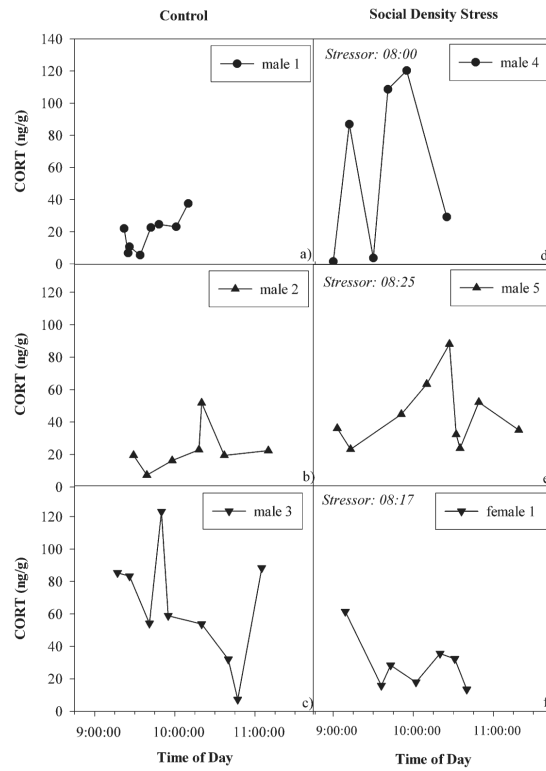 Control Social Density Stress
140
120
100
80
60
40
20
0
CORT (ng/g)
male 1
a)
Stressor: 08:00
male 4
d
120
100
80
60
40
20
0
CORT (ng/g)
male 2
b)
Stressor: 08:25
male 5
120
100
80
60
40
20
0
CORT (ng/g)
male 3
c)
Stressor: 08:17
female 1
f
9:00:00 10:00:00 11:00:00 9:00:00 10:00:00 11:00:00
Time of Day Time of Day